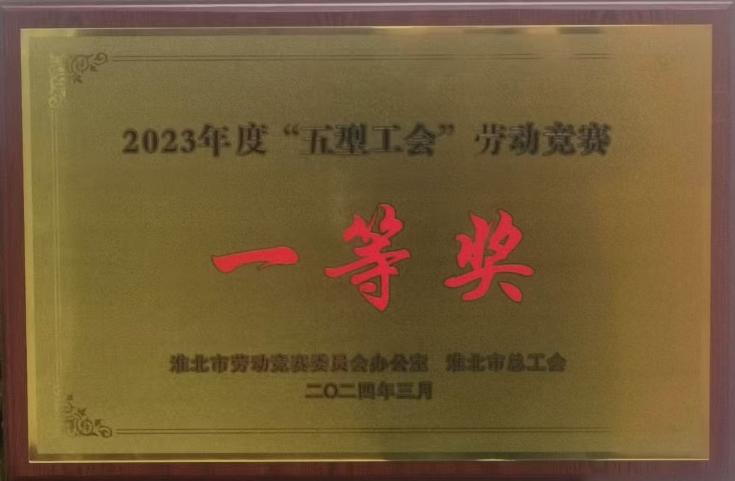 2023年度“五型工会”劳动竞赛
一等奖
淮北市劳动竞赛委员会办公室 淮北市总工会
二〇二四年三月